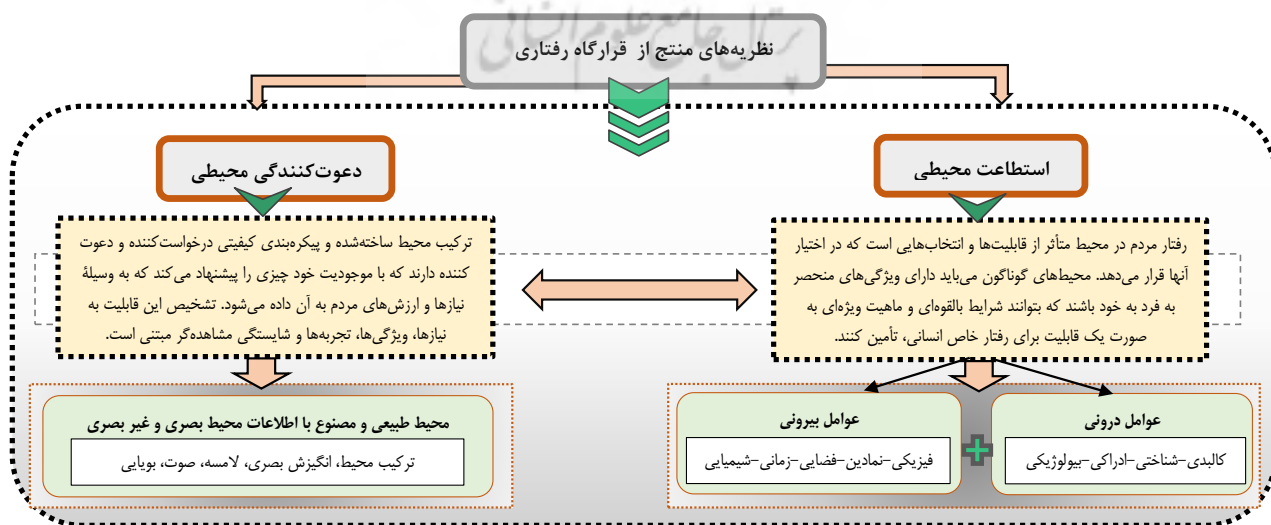 پرتال جامع علوم انسانی
نظریه‌های منتج از قرارگاه رفتاری
استطاعت محیطی
رفتار مردم در محیط متأثر از قابلیت‌ها و انتخاب‌هایی است که در اختیار
آنها قرار می‌دهد. محیط‌های گوناگون می‌باید دارای ویژگی‌های منحصر
به فرد به خود باشند که بتوانند شرایط بالقوه‌ای و ماهیت ویژه‌ای به
صورت یک قابلیت برای رفتار خاص انسانی، تأمین کنند.
عوامل درونی
کالبدی-شناختی-ادراکی-بیولوژیکی
عوامل بیرونی
فیزیکی-نمادین-فضایی-زمانی-شیمیایی
دعوت‌کنندگی محیطی
ترکیب محیط ساخته‌شده و پیکره‌بندی کیفیتی درخواست‌کننده و دعوت
کننده دارند که با موجودیت خود چیزی را پیشنهاد می‌کند که به وسیلۀ
نیازها و ارزش‌های مردم به آن داده می‌شود. تشخیص این قابلیت به
نیازها، ویژگی‌ها، تجربه‌ها و شایستگی مشاهده‌گر مبتنی است.
محیط طبیعی و مصنوع با اطلاعات محیط بصری و غیر بصری
ترکیب محیط، انگیزش بصری، لامسه، صوت، بویایی